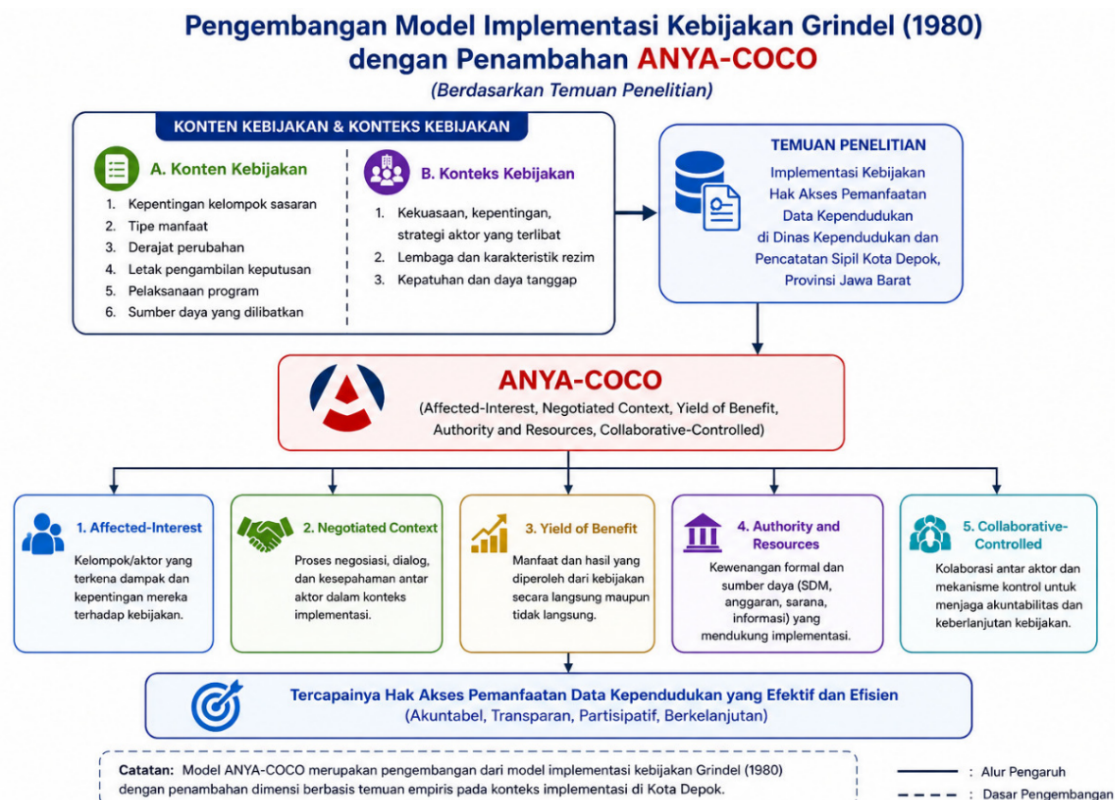 Pengembangan Model Implementasi Kebijakan Grindel (1980)
dengan Penambahan ANYA-COCO
(Berdasarkan Temuan Penelitian)
KONTEN KEBIJAKAN & KONTEKS KEBIJAKAN
A. Konten Kebijakan
1. Kepentingan kelompok sasaran
2. Tipe manfaat
3. Derajat perubahan
4. Letak pengambilan keputusan
5. Pelaksanaan program
6. Sumber daya yang dilibatkan
B. Konteks Kebijakan
1. Kekuasaan, kepentingan,
strategi aktor yang terlibat
2. Lembaga dan karakteristik rezim
3. Kepatuhan dan daya tanggap
TEMUAN PENELITIAN
Implementasi Kebijakan
Hak Akses Pemanfaatan
Data Kependudukan
di Dinas Kependudukan dan
Pencatatan Sipil Kota Depok,
Provinsi Jawa Barat
ANYA-COCO
(Affected-Interest, Negotiated Context, Yield of Benefit,
Authority and Resources, Collaborative-Controlled)
1. Affected-Interest
Kelompok/aktor yang
terkena dampak dan
kepentingan mereka
terhadap kebijakan.
2. Negotiated Context
Proses negosiasi, dialog,
dan kesepahaman antar
aktor dalam konteks
implementasi.
3. Yield of Benefit
Manfaat dan hasil yang
diperoleh dari kebijakan
secara langsung maupun
tidak langsung.
4. Authority and
Resources
Kewenangan formal dan
sumber daya (SDM,
anggaran, sarana,
informasi) yang
mendukung implementasi.
5. Collaborative-
Controlled
Kolaborasi antar aktor dan
mekanisme kontrol untuk
menjaga akuntabilitas dan
keberlanjutan kebijakan.
Tercapainya Hak Akses Pemanfaatan Data Kependudukan yang Efektif dan Efisien
(Akuntabel, Transparan, Partisipatif, Berkelanjutan)
Catatan: Model ANYA-COCO merupakan pengembangan dari model implementasi kebijakan Grindel (1980)
dengan penambahan dimensi berbasis temuan empiris pada konteks implementasi di Kota Depok.
: Alur Pengaruh
: Dasar Pengembangan